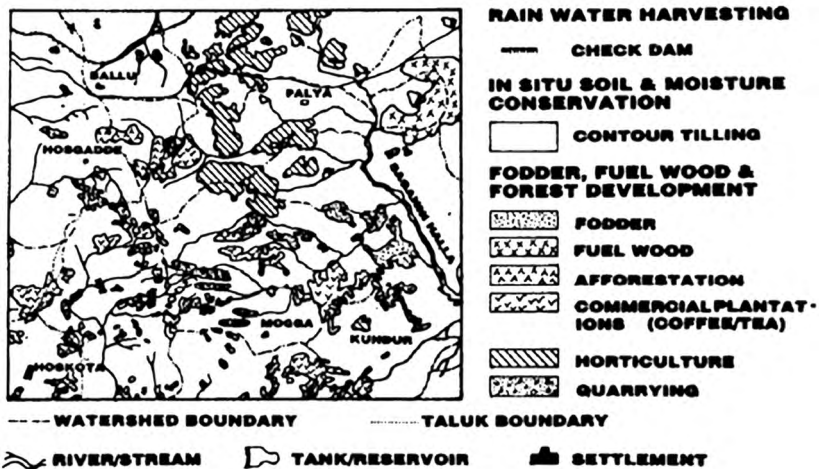 BALLU
PALYA
HOSGADDE
MOGGA
KUNDUR
HOSKOTA
HALLA
RAIN WATER HARVESTING
CHECK DAM
IN SITU SOIL & MOISTURE
CONSERVATION
CONTOUR TILLING
FODDER, FUEL WOOD &
FOREST DEVELOPMENT
FODDER
FUEL WOOD
AFFORESTATION
COMMERCIAL PLANTAT-
IONS (COFFEE/TEA)
HORTICULTURE
QUARRYING
WATERSHED BOUNDARY
TALUK BOUNDARY
RIVER/STREAM
TANK/RESERVOIR
SETTLEMENT